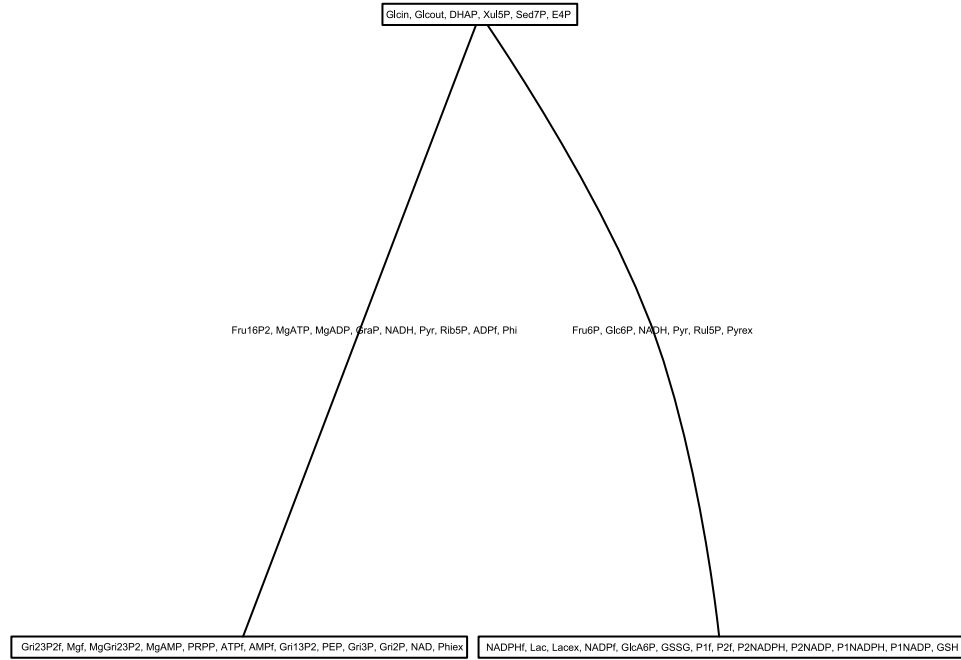 Glcin, Glcout, DHAP, Xul5P, Sed7P, E4P
Fru16P2, MgATP, MgADP, GraP, NADH, Pyr, Rib5P, ADPf, Phi
Fru6P, Glc6P, NADH, Pyr, Rul5P, Pyrex
Gri23P2f, Mgf, MgGri23P2, MgAMP, PRPP, ATPf, AMPf, Gri13P2, PEP, Gri3P, Gri2P, NAD, Phiex
NADPHf, Lac, Lacex, NADPf, GlcA6P, GSSG, P1f, P2f, P2NADPH, P2NADP, P1NADPH, P1NADP, GSH